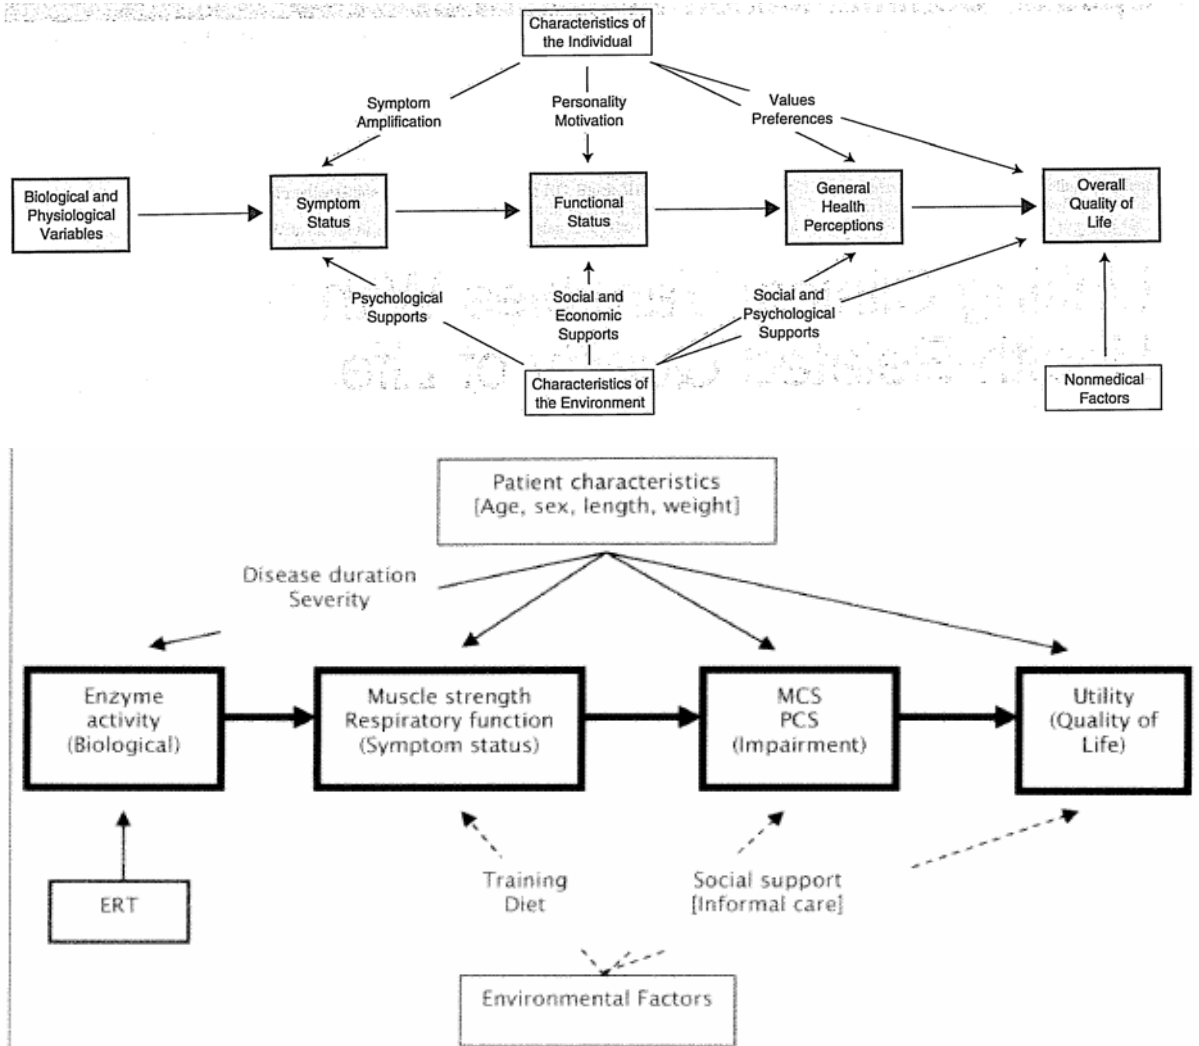 Characteristics of
the Individual
Symptom
Amplification
Personality
Motivation
Values
Preferences
Biological and
Physiological
Variables
Symptom
Status
Functional
Status
General
Health
Perceptions
Overall
Quality of
Life
Psychological
Supports
Social and
Economic
Supports
Social and
Psychological
Supports
Characteristics of
the Environment
Nonmedical
Factors
Patient characteristics
[Age, sex, length, weight]
Disease duration
Severity
Enzyme
activity
(Biological)
Muscle strength
Respiratory function
(Symptom status)
MCS
PCS
(Impairment)
Utility
(Quality of
Life)
ERT
Training
Diet
Social support
[Informal care]
Environmental Factors